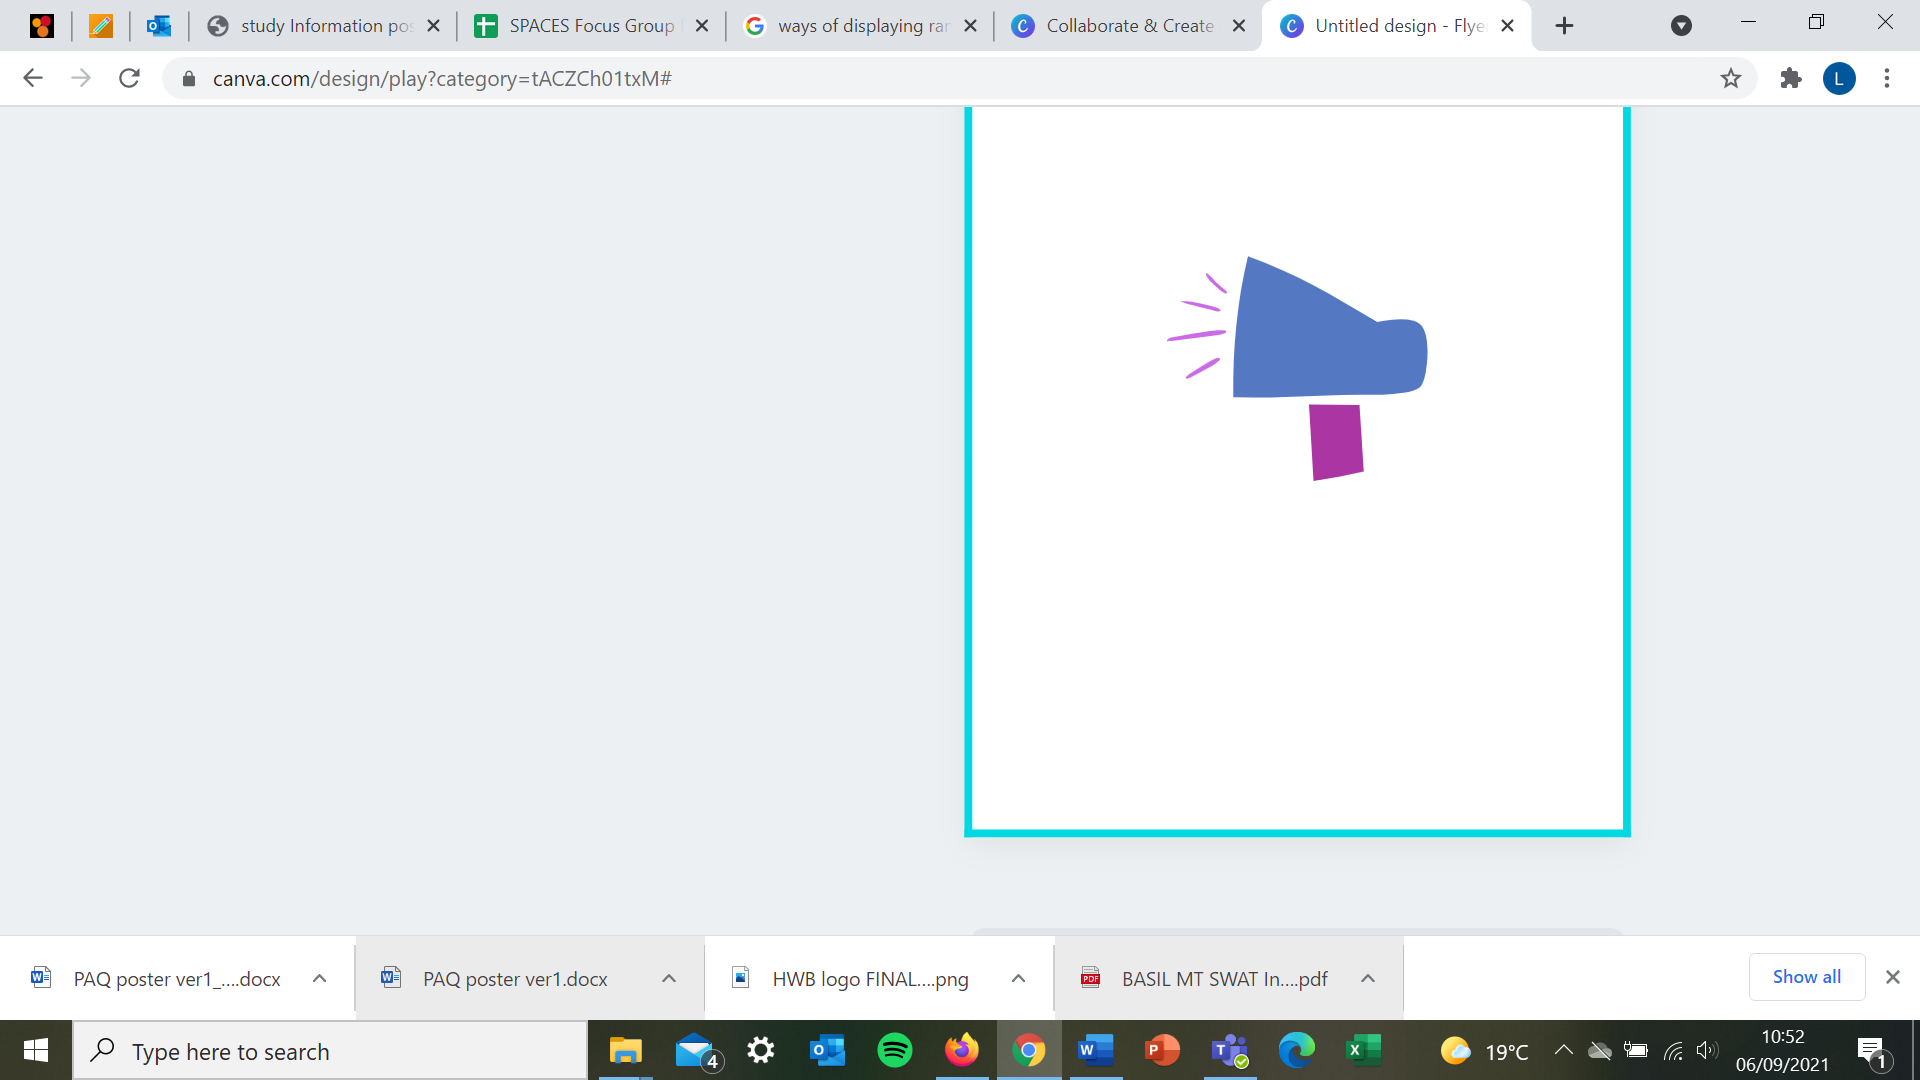 study Information pos
SPACES Focus Group
ways of displaying ran
Collaborate & Create
Untitled design - Flye
canva.com/design/play?category=tACZCh01txM#
L
PAQ poster ver1_....docx
PAQ poster ver1.docx
HWB logo FINAL....png
BASIL MT SWAT In....pdf
Show all
Type here to search
4
19°C
10:52
06/09/2021
1